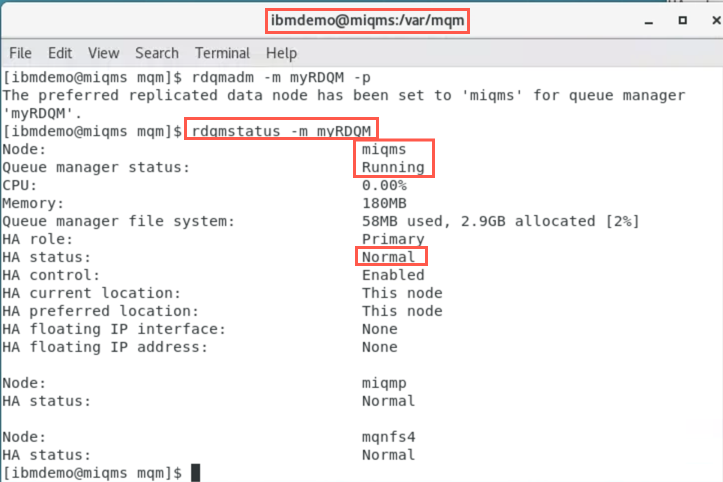 ibmdemo@miqms:/var/mqm
File Edit View Search Terminal Help
[ibmdemo@miqms mqm]$ rdqmadm -m myRDQM -p
The preferred replicated data node has been set to 'miqms' for queue manager
'myRDQM'.
[ibmdemo@miqms mqm]$ rdqmstatus -m myRDQM
Node: miqms
Queue manager status: Running
CPU: 0.00%
Memory: 180MB
Queue manager file system: 58MB used, 2.9GB allocated [2%]
HA role: Primary
HA status: Normal
HA control: Enabled
HA current location: This node
HA preferred location: This node
HA floating IP interface: None
HA floating IP address: None
Node: miqmp
HA status: Normal
Node: mqnfs4
HA status: Normal
[ibmdemo@miqms mqm]$